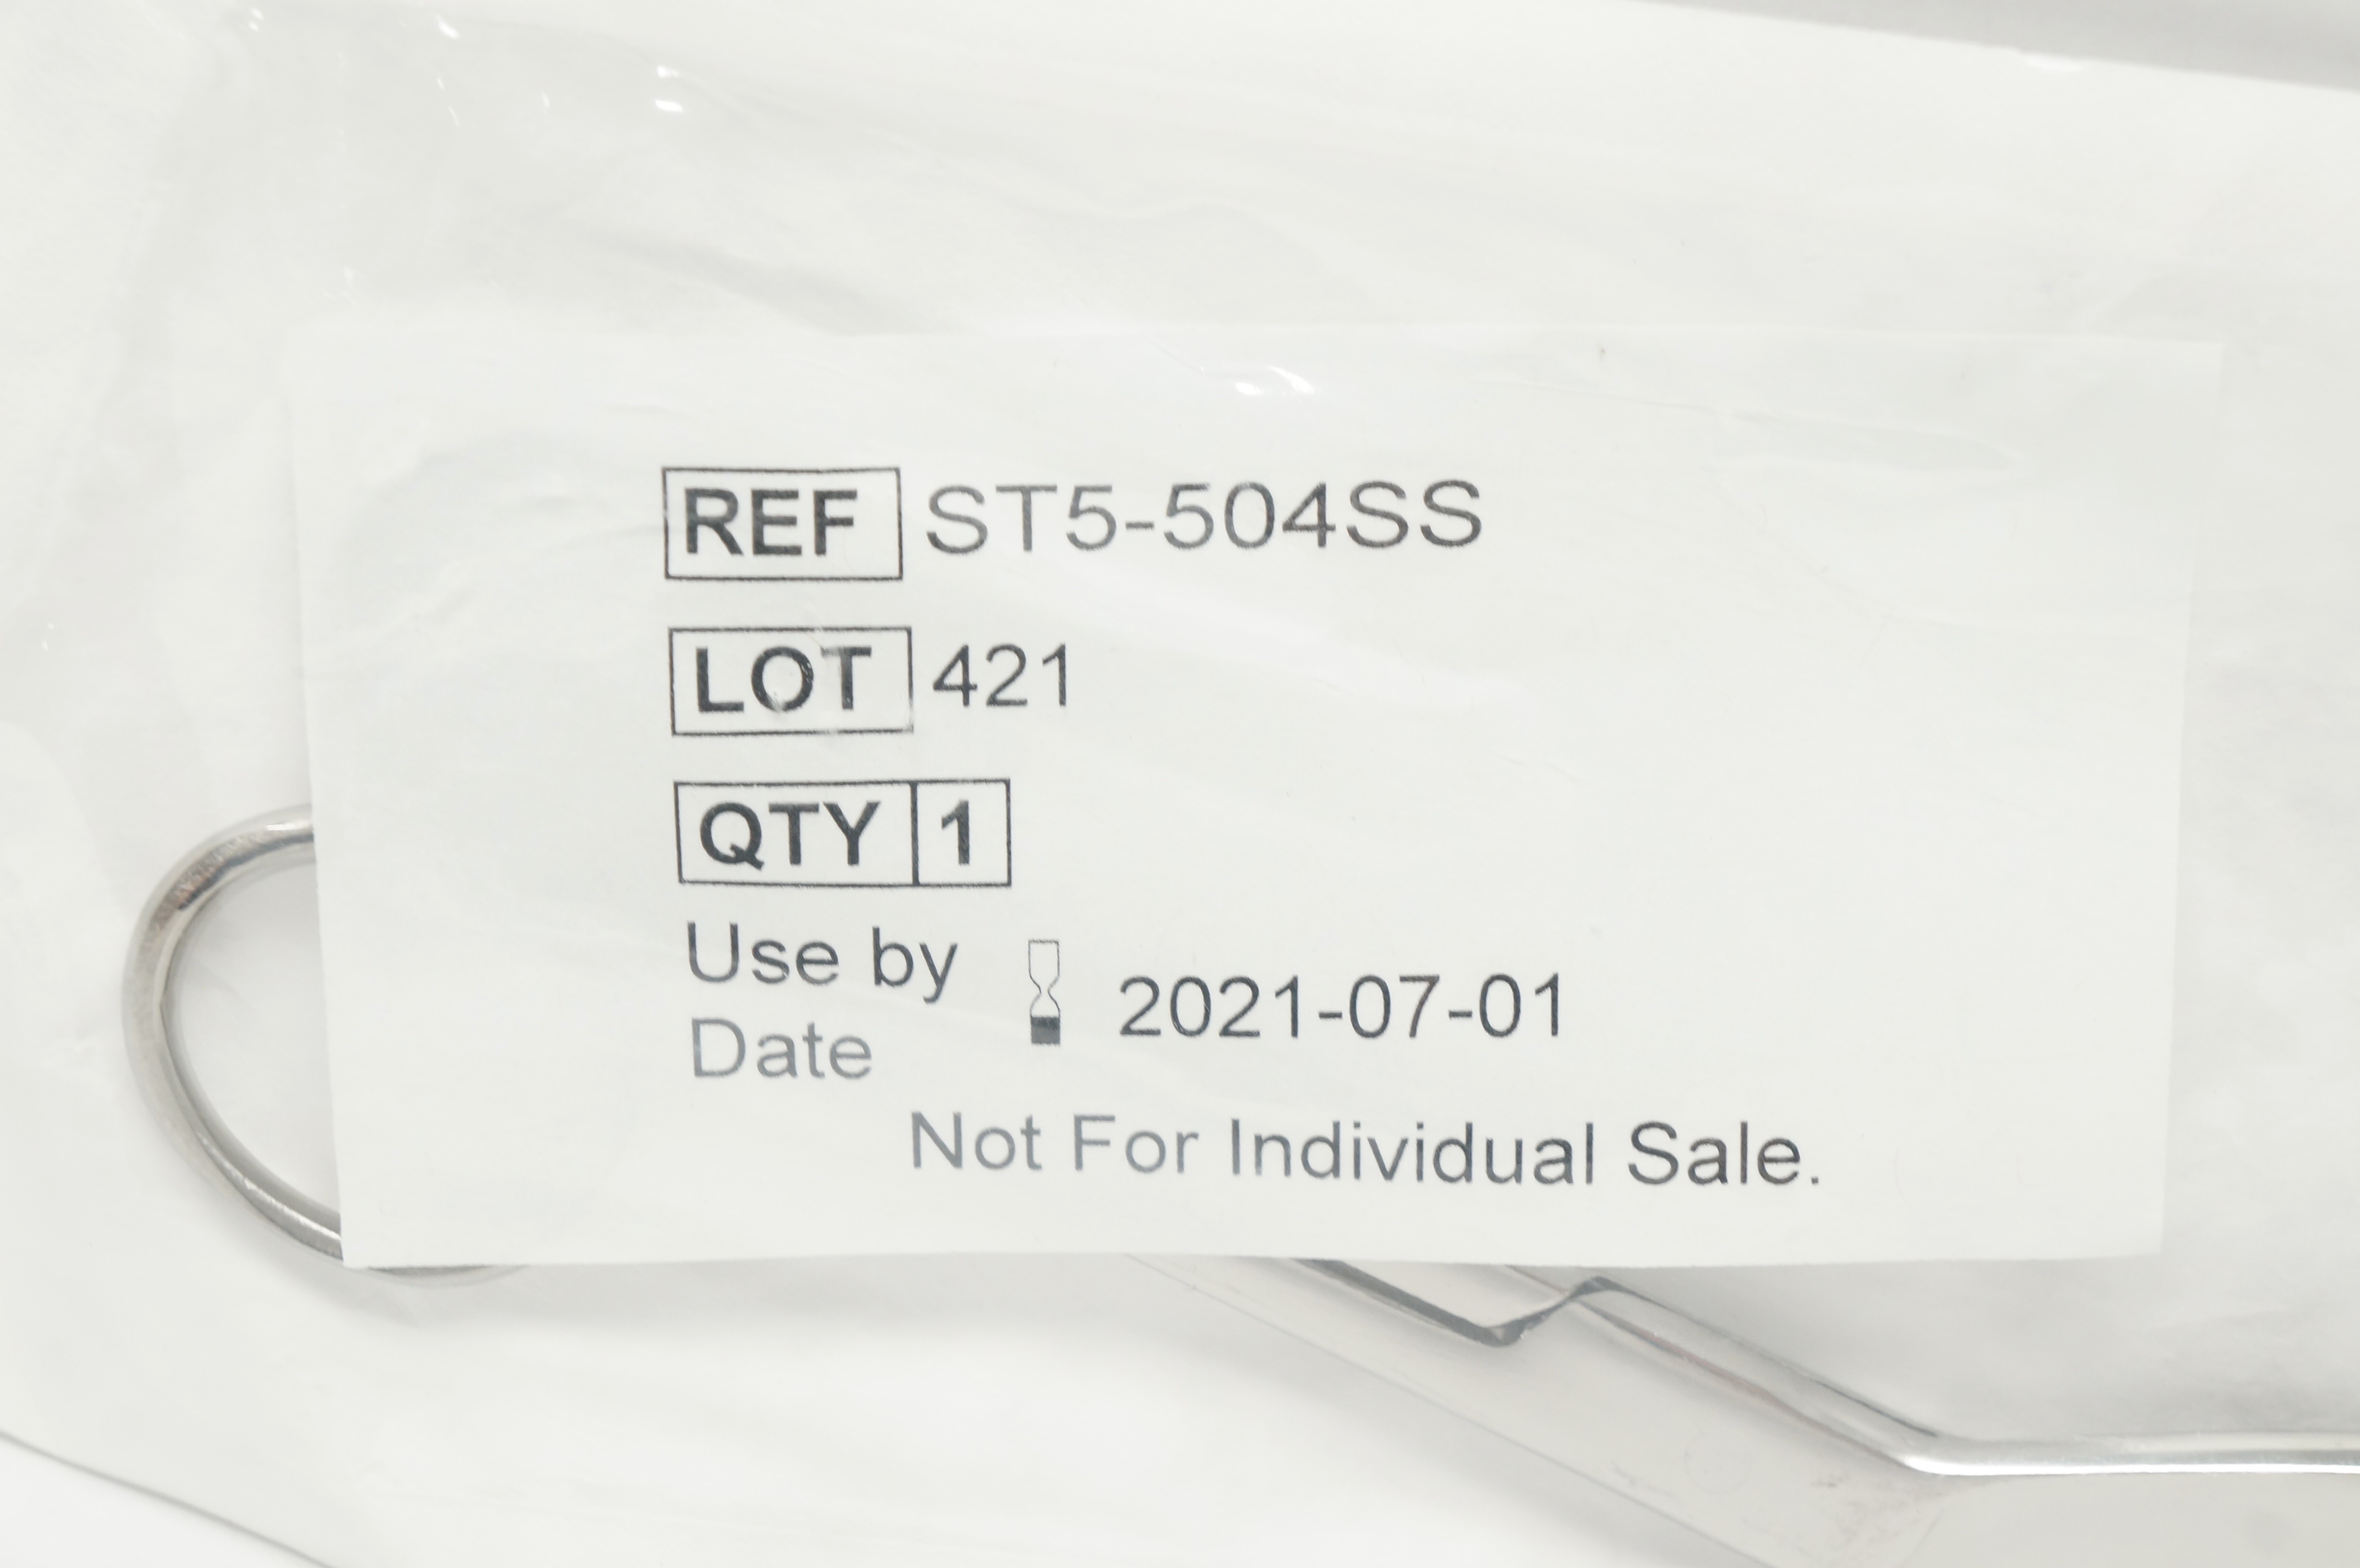 REF ST5-504SS
LOT 421
QTY 1
Use by
Date 2021-07-01
Not For Individual Sale.